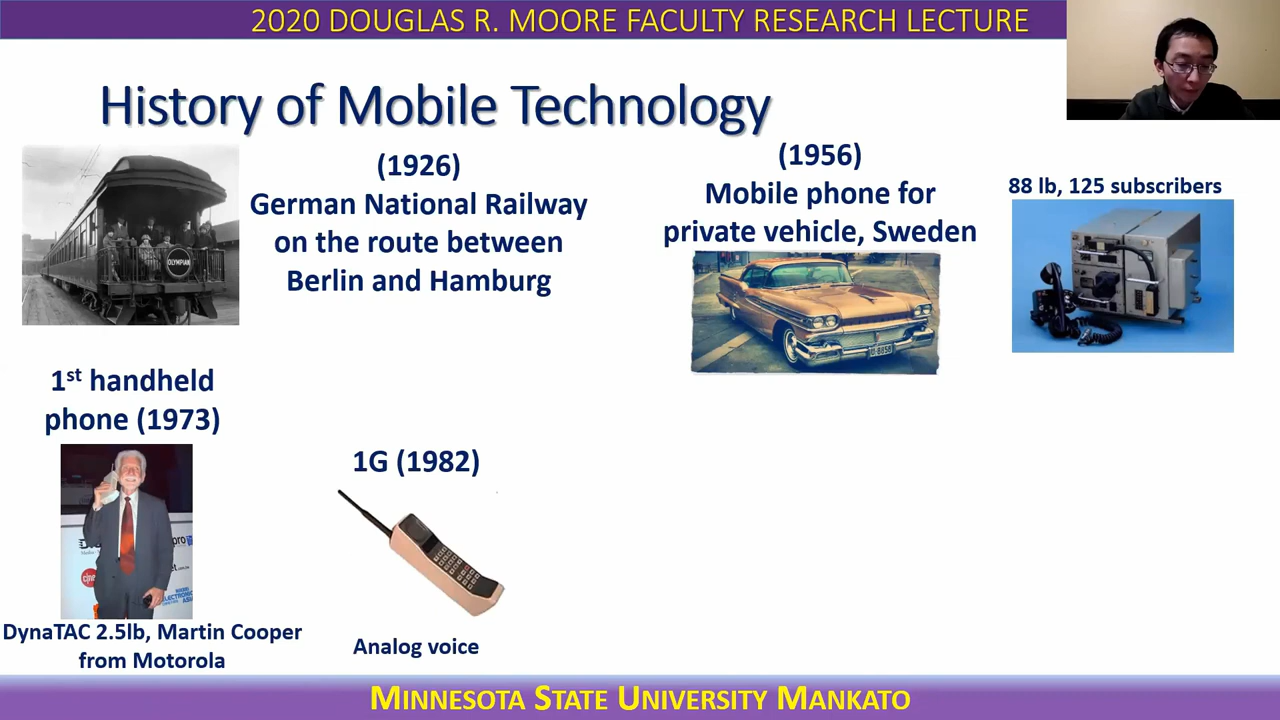 2020 DOUGLAS R. MOORE FACULTY RESEARCH LECTURE
History of Mobile Technology
(1926)
German National Railway
on the route between
Berlin and Hamburg
OLYMPIAN
(1956)
Mobile phone for
private vehicle, Sweden
88 lb, 125 subscribers
1st handheld
phone (1973)
DynaTAC 2.5lb, Martin Cooper
from Motorola
1G (1982)
Analog voice
MINNESOTA STATE UNIVERSITY MANKATO